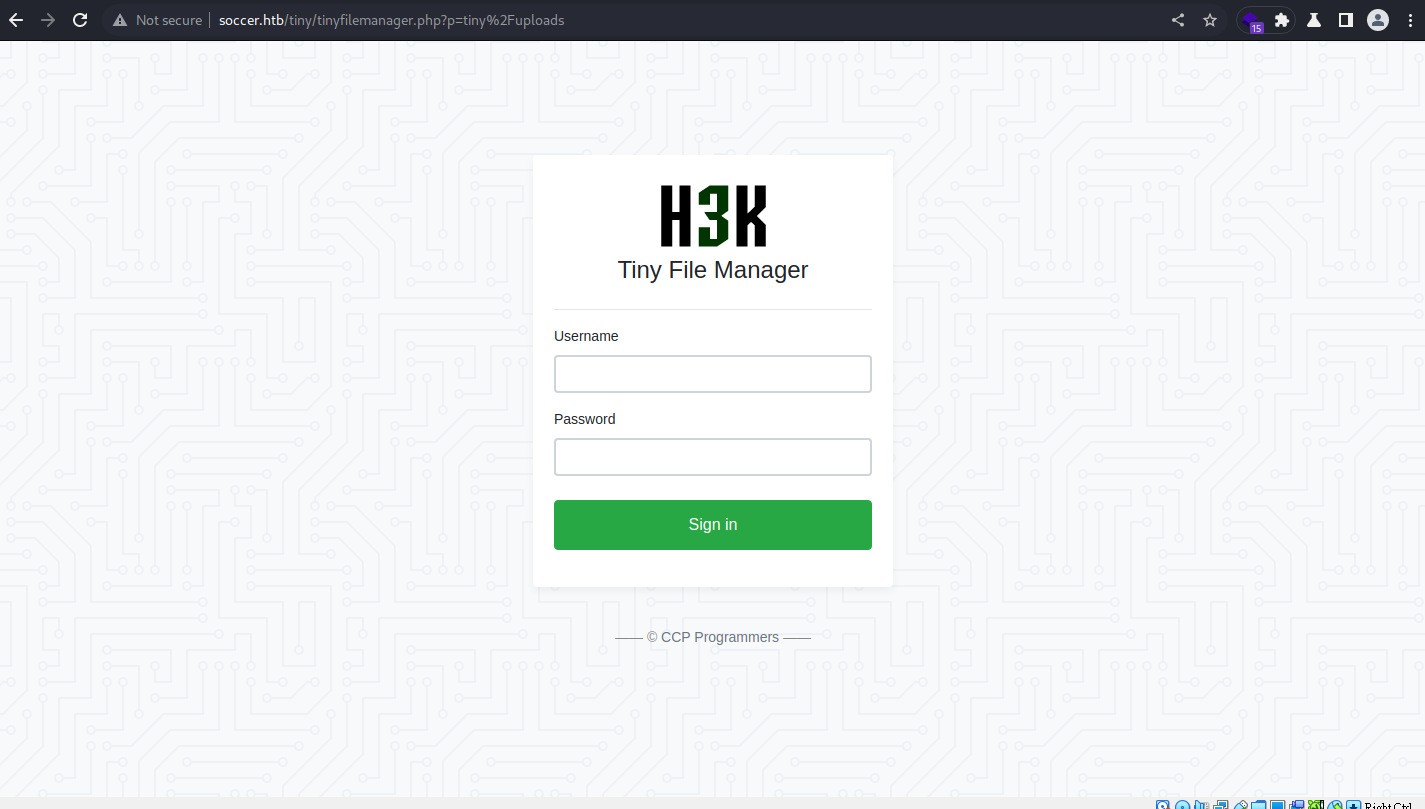 Not secure | soccer.htb/tiny/tinyfilemanager.php?p=tiny%2Fuploads
15
H3K
Tiny File Manager
Username
Password
Sign in
—— © CCP Programmers ——
Right Ctrl